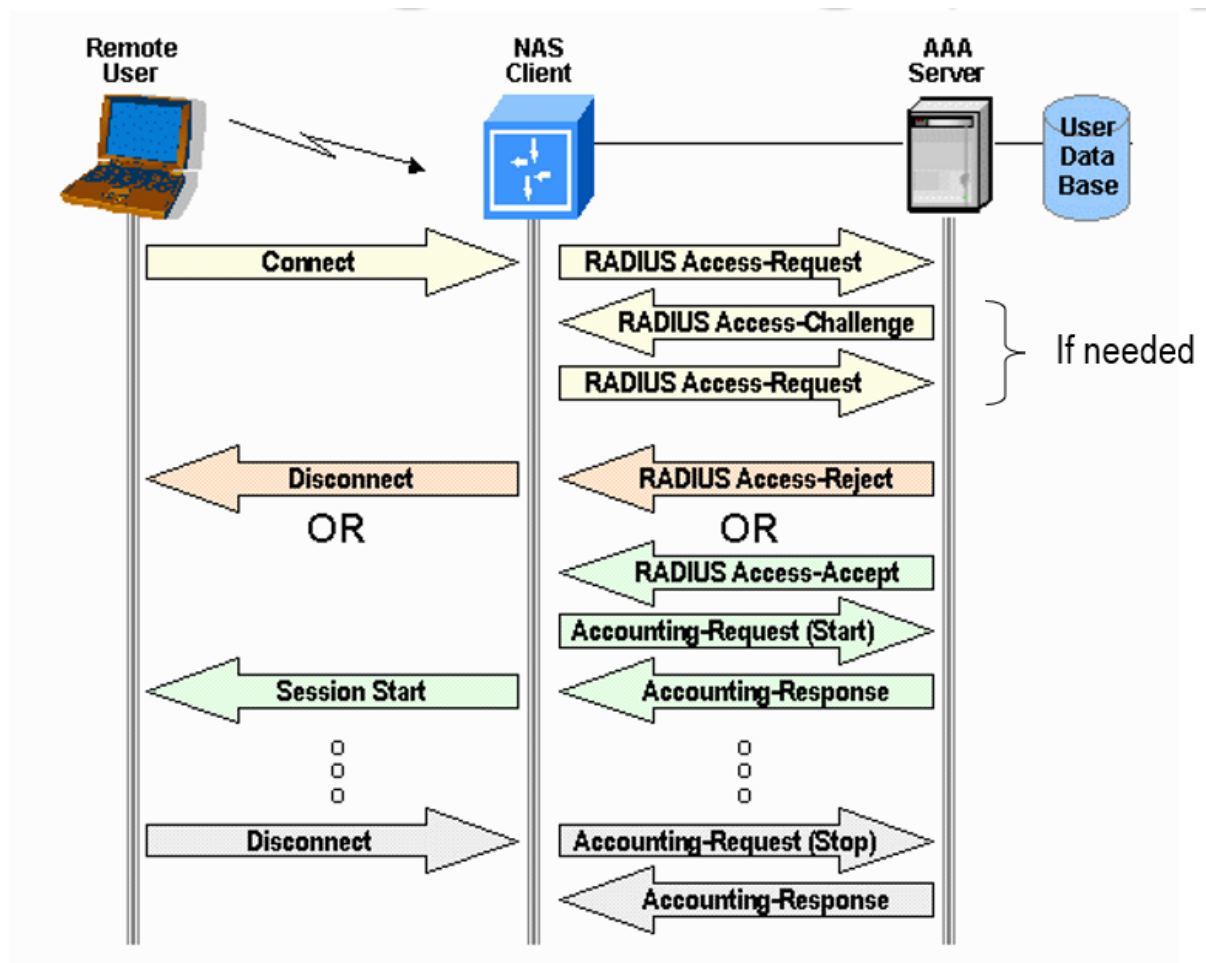 Remote
User
NAS
Client
AAA
Server
User
Data
Base
Connect
RADIUS Access-Request
RADIUS Access-Challenge
RADIUS Access-Request
If needed
Disconnect
RADIUS Access-Reject
OR
OR
RADIUS Access-Accept
Accounting-Request (Start)
Session Start
Accounting-Response
Disconnect
Accounting-Request (Stop)
Accounting-Response